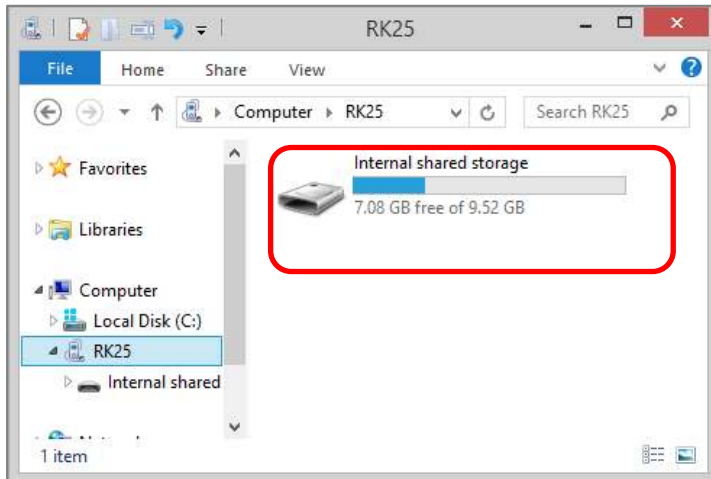 RK25
File Home Share View
Computer RK25 Search RK25
Favorites
Libraries
Computer
Local Disk (C:)
RK25
Internal shared
Internal shared storage
7.08 GB free of 9.52 GB
1 item